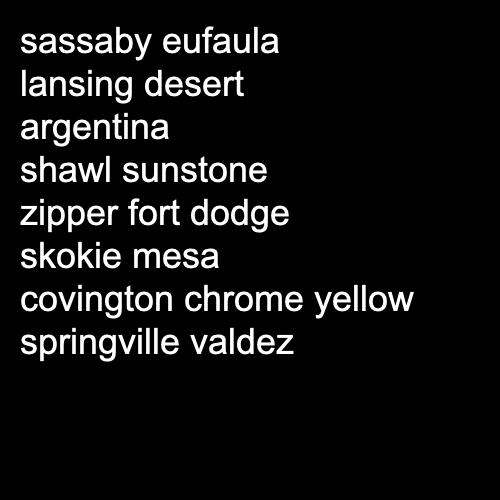 sassaby eufaula
lansing desert
argentina
shawl sunstone
zipper fort dodge
skokie mesa
covington chrome yellow
springville valdez